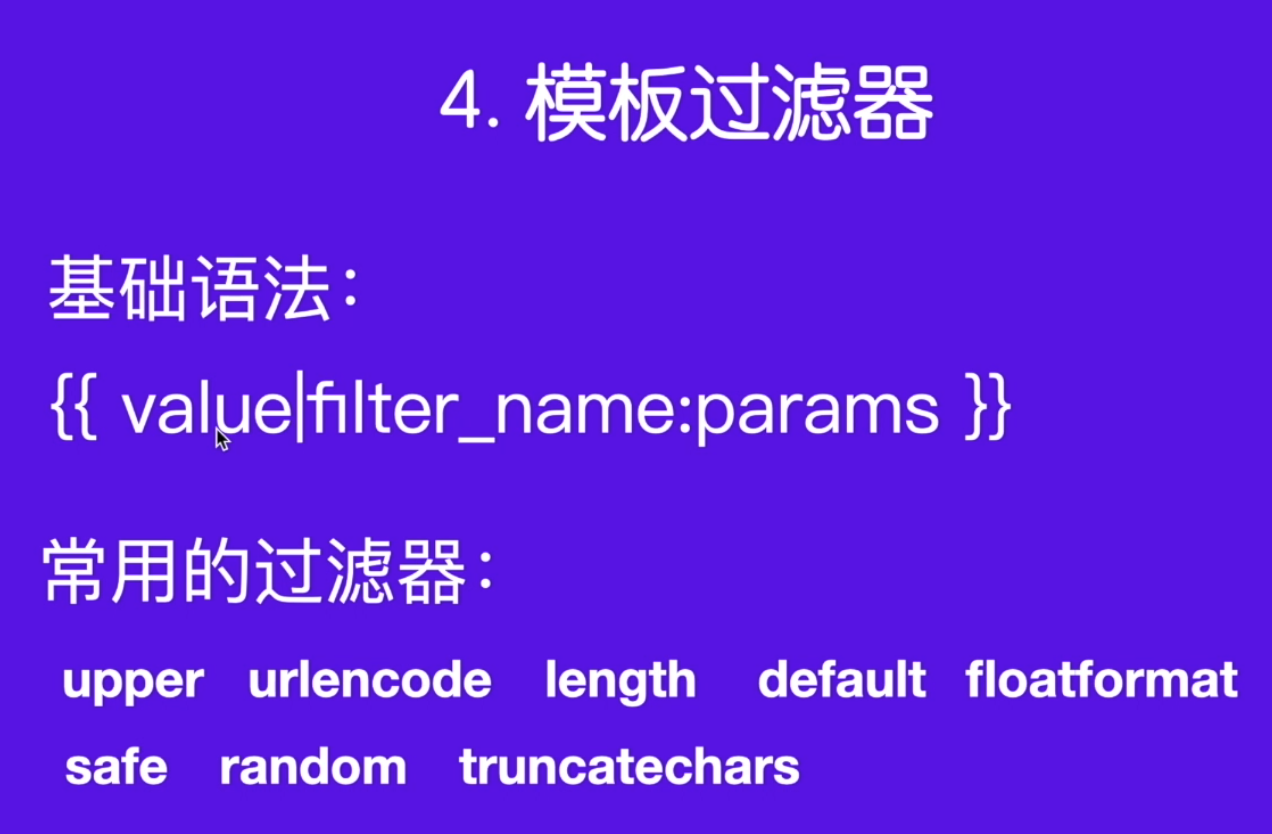 4. 模板过滤器
基础语法：
{{ value|filter_name:params }}
常用的过滤器：
upper urlencode length default floatformat
safe random truncatechars